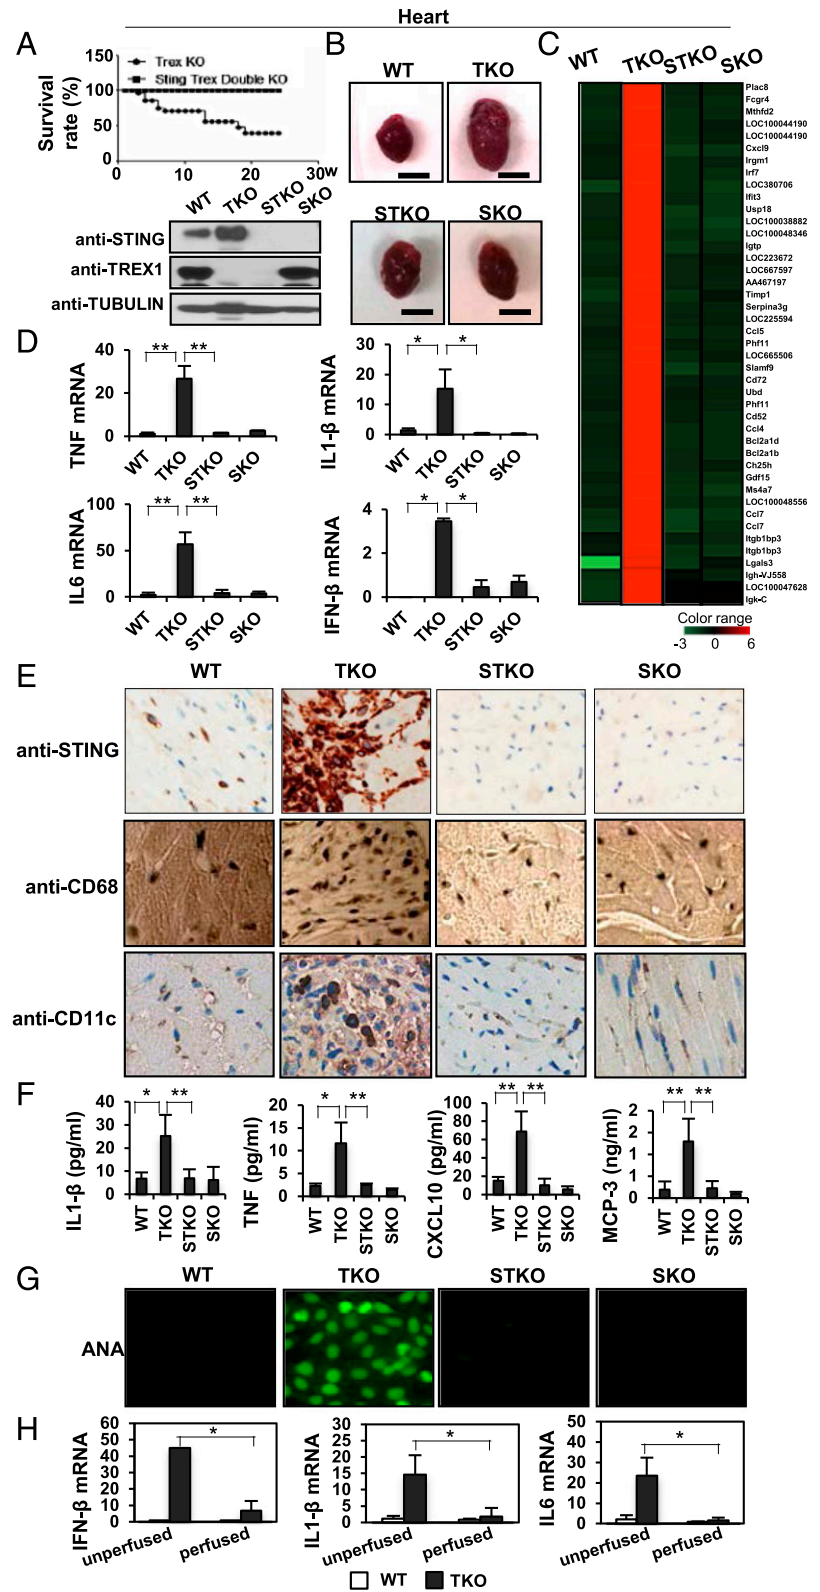 Heart
A
150
100
50
0
Survival
rate (%)
Trex KO
Sting Trex Double KO
0 10 20 30w
WT TKO STKO SKO
anti-STING
anti-TREX1
anti-TUBULIN
B
WT TKO
STKO SKO
C
WT TKO STKO SKO
Plac8
Fcgr4
Mthfd2
LOC100044190
LOC100044190
Cxcl9
Irgm1
Irf7
LOC380706
Ifit3
Usp18
LOC100038882
LOC100048346
Igtp
LOC223672
LOC667597
AA467197
Timp1
Serpina3g
LOC225594
Ccl5
Phf11
LOC665506
Slamf9
Cd72
Ubd
Phf11
Cd52
Ccl4
Bcl2a1d
Bcl2a1b
Ch25h
Gdf15
Ms4a7
LOC100048556
Ccl7
Ccl7
Itgb1bp3
Itgb1bp3
Lgals3
Igh-VJ558
LOC100047628
Igk-C
Color range
-3 0 6
D
TNF mRNA
40
20
0
** **
WT TKO STKO SKO
IL1-β mRNA
30
20
10
0
* *
WT TKO STKO SKO
IL6 mRNA
100
50
0
** **
WT TKO STKO SKO
IFN-β mRNA
4
2
0
* *
WT TKO STKO SKO
E
WT TKO STKO SKO
anti-STING
anti-CD68
anti-CD11c
F
IL1-β (pg/ml)
40
30
20
10
0
* **
WT TKO STKO SKO
TNF (pg/ml)
20
15
10
5
0
* **
WT TKO STKO SKO
CXCL10 (pg/ml)
100
80
60
40
20
0
** **
WT TKO STKO SKO
MCP-3 (ng/ml)
2
2
1
1
0
** **
WT TKO STKO SKO
G
WT TKO STKO SKO
ANA
H
IFN-β mRNA
60
50
40
30
20
10
0
*
unperfused perfused
IL1-β mRNA
30
25
20
15
10
5
0
*
unperfused perfused
IL6 mRNA
50
40
30
20
10
0
*
unperfused perfused
WT TKO